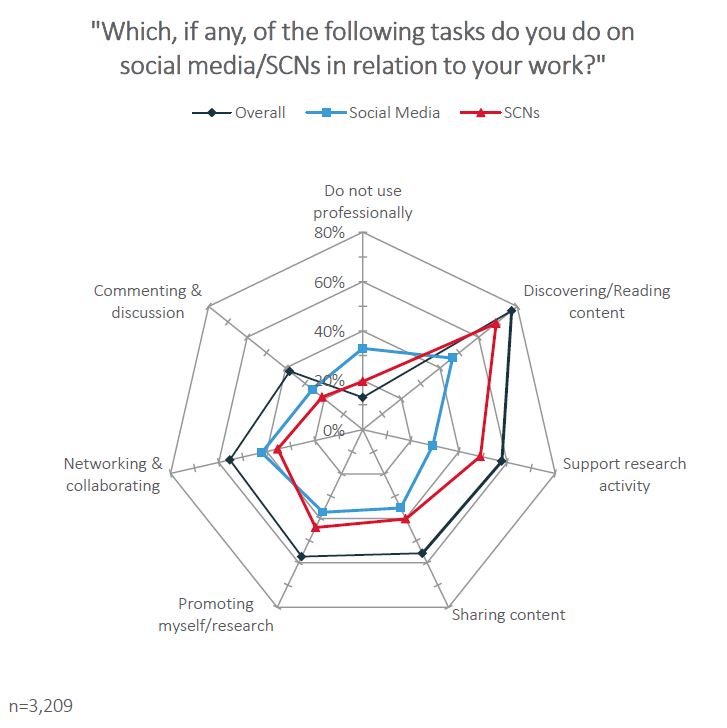 "Which, if any, of the following tasks do you do on
social media/SCNs in relation to your work?"
Overall
Social Media
SCNs
Do not use
professionally
80%
60%
40%
20%
0%
Discovering/Reading
content
Support research
activity
Sharing content
Promoting
myself/research
Networking &
collaborating
Commenting &
discussion
n=3,209